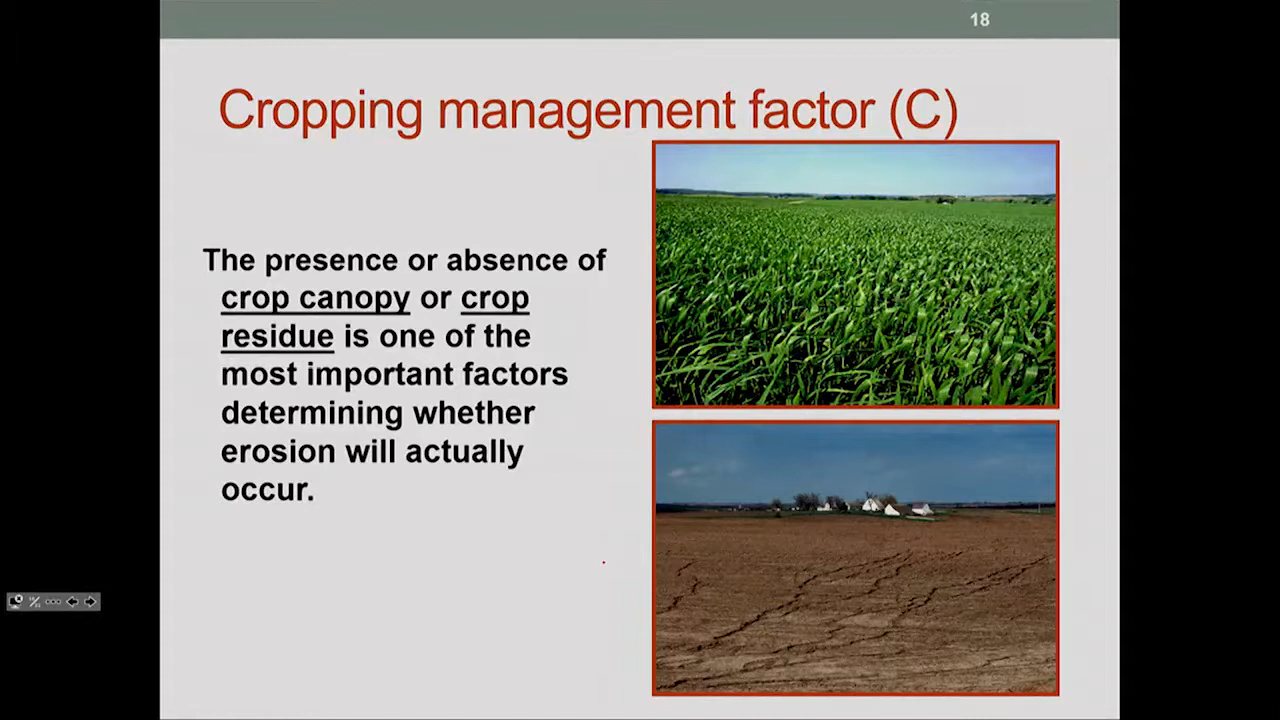 18
Cropping management factor (C)
The presence or absence of
crop canopy or crop
residue is one of the
most important factors
determining whether
erosion will actually
occur.